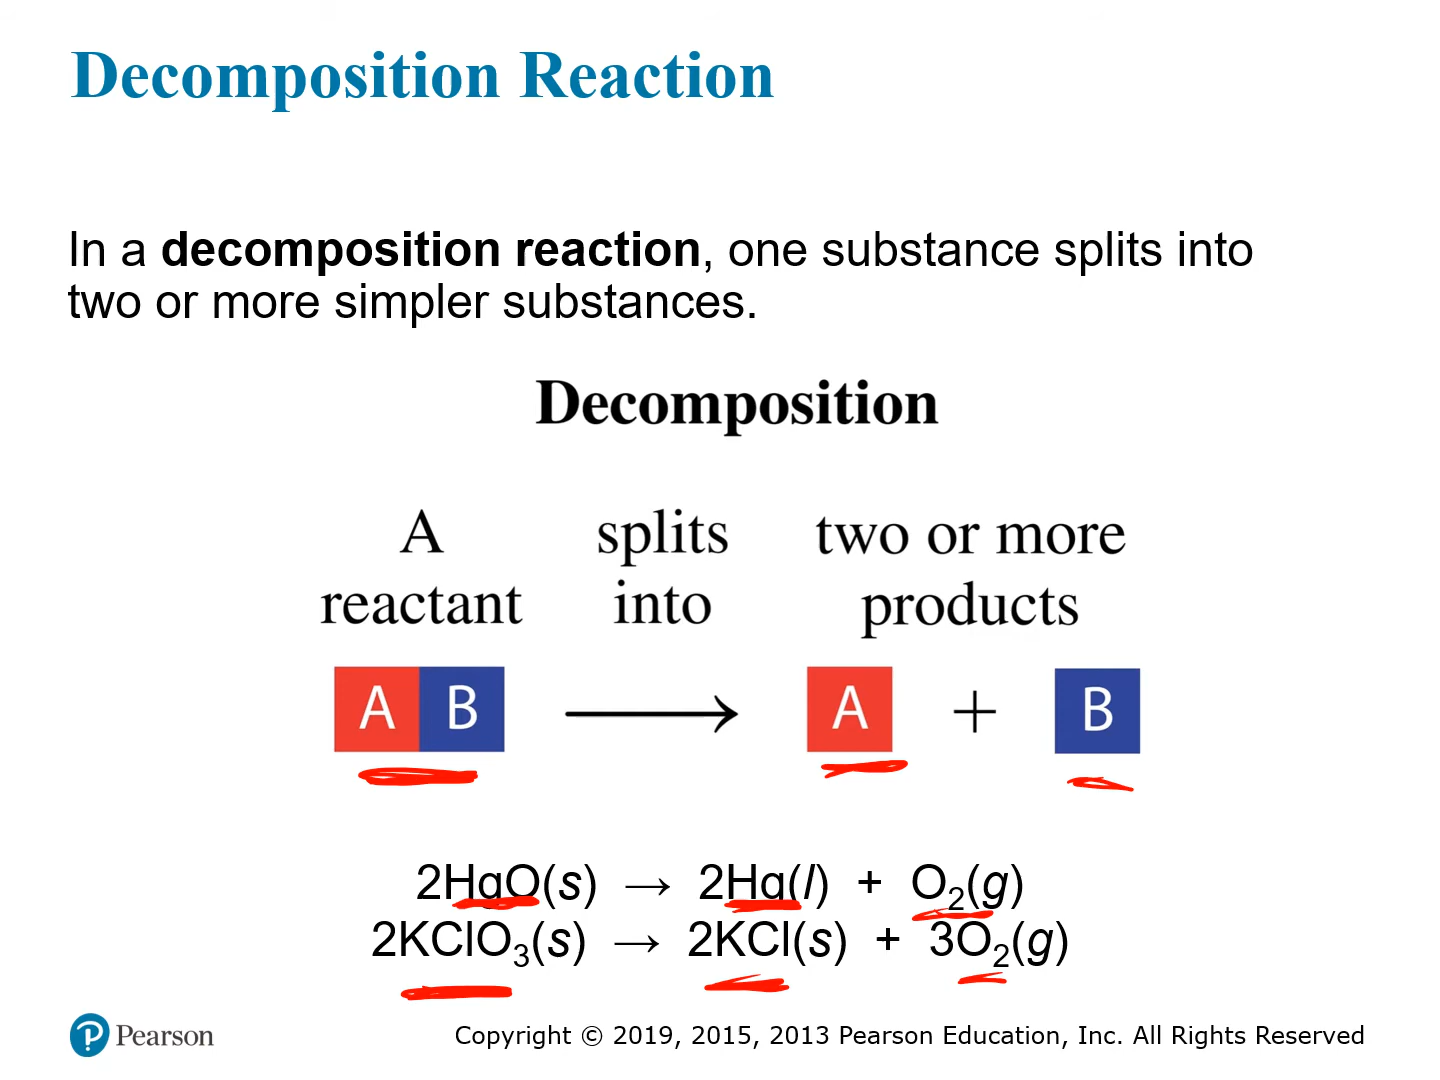 Decomposition Reaction
In a decomposition reaction, one substance splits into
two or more simpler substances.
Decomposition
A splits two or more
reactant into products
A B ⟶ A + B
2HgO(s) → 2Hg(l) + O₂(g)
2KClO₃(s) → 2KCl(s) + 3O₂(g)
Pearson Copyright © 2019, 2015, 2013 Pearson Education, Inc. All Rights Reserved